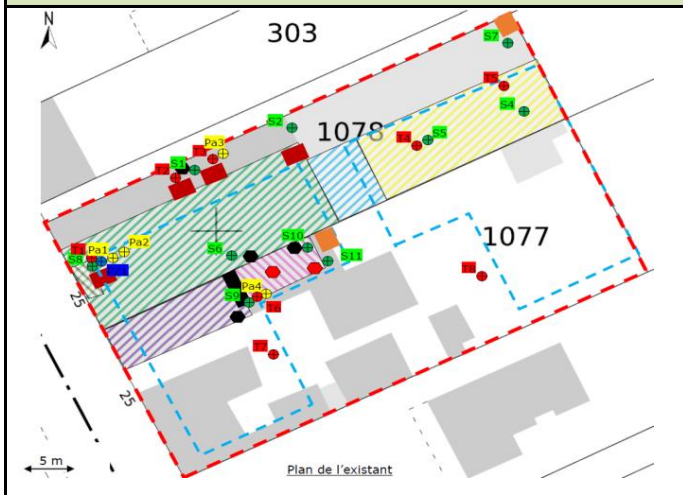 N
303
S7
T5
S2
S4
1078
Pa3
T3
T4
S5
S1
T2
S10
1077
T1
Pa1
Pa2
S8
S6
S11
T8
25
Pa4
S9
T6
T7
25
5 m
Plan de l'existant